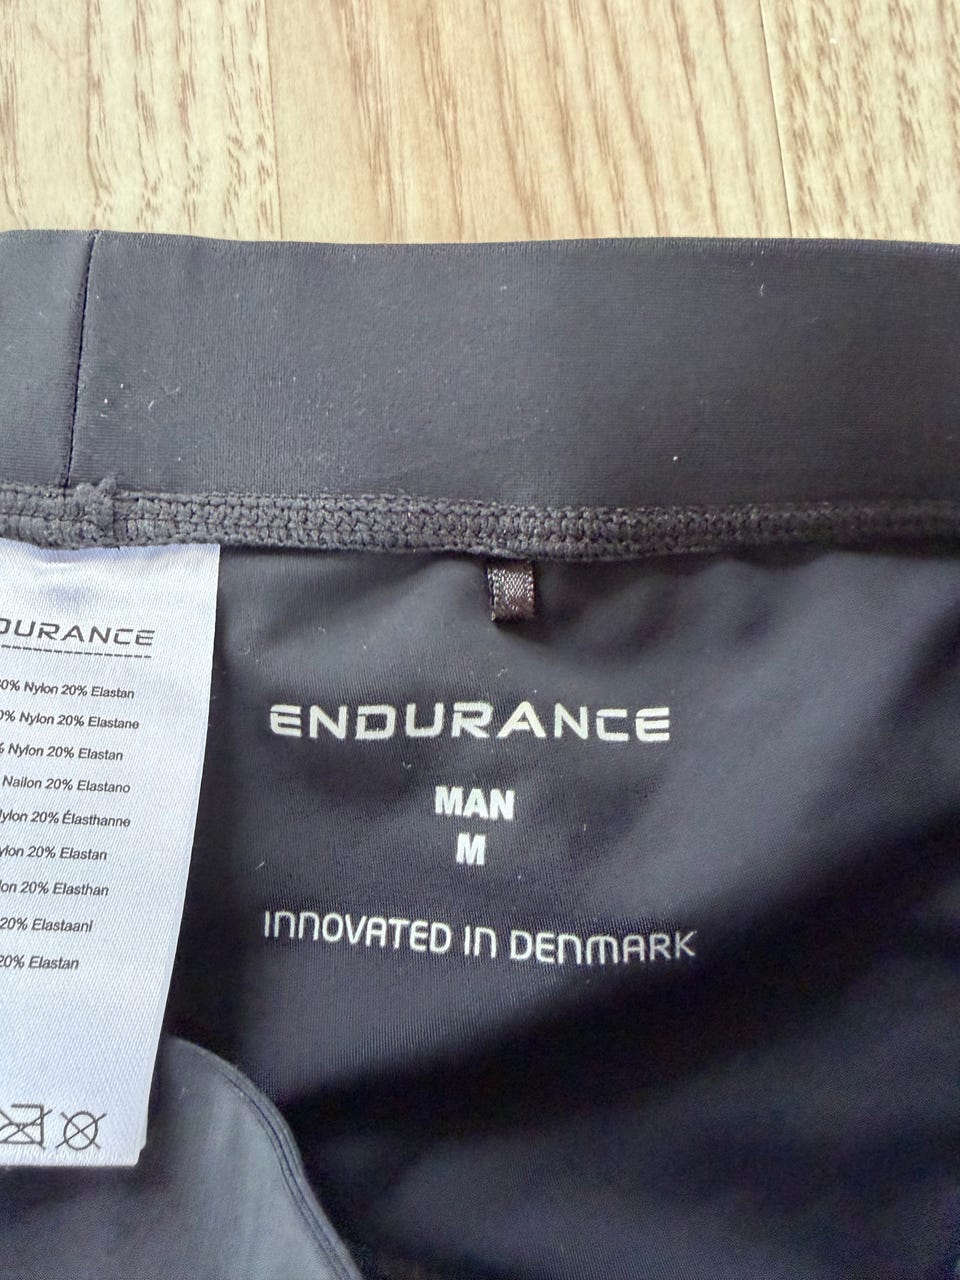 DURANCE
0% Nylon 20% Elastan
0% Nylon 20% Elastane
% Nylon 20% Elastan
Nailon 20% Elastano
ylon 20% Élasthanne
ylon 20% Elastan
lon 20% Elasthan
20% Elastaani
20% Elastan
ENDURANCE
MAN
M
INNOVATED IN DENMARK